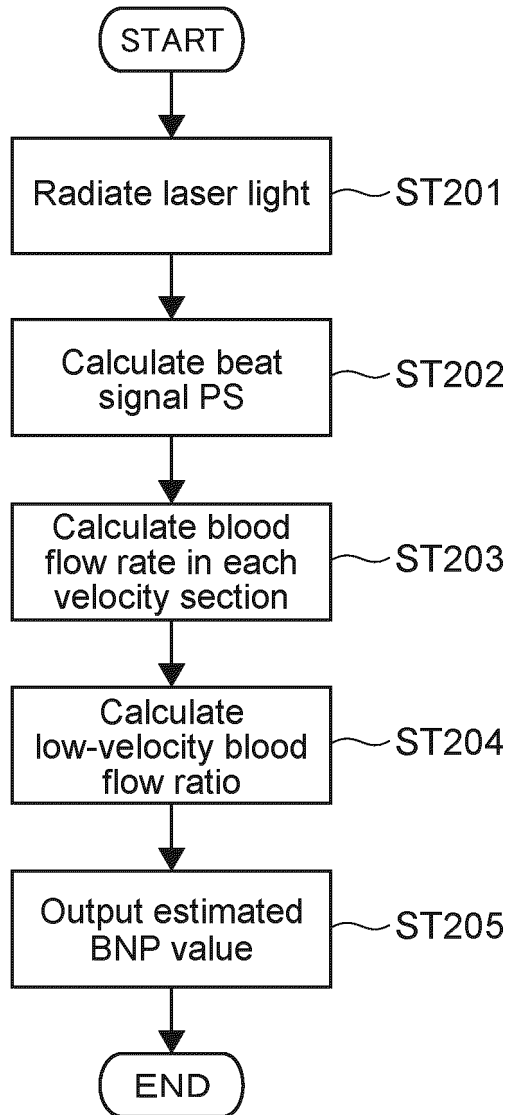 START
Radiate laser light
ST201
Calculate beat
signal PS
ST202
Calculate blood
flow rate in each
velocity section
ST203
Calculate
low-velocity blood
flow ratio
ST204
Output estimated
BNP value
ST205
END